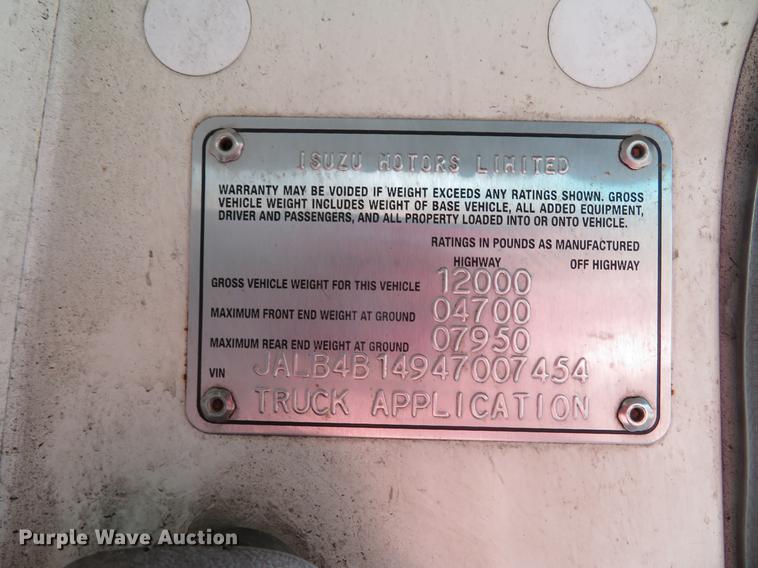 ISUZU MOTORS LIMITED
WARRANTY MAY BE VOIDED IF WEIGHT EXCEEDS ANY RATINGS SHOWN. GROSS
VEHICLE WEIGHT INCLUDES WEIGHT OF BASE VEHICLE, ALL ADDED EQUIPMENT,
DRIVER AND PASSENGERS, AND ALL PROPERTY LOADED INTO OR ONTO VEHICLE.
RATINGS IN POUNDS AS MANUFACTURED
HIGHWAY OFF HIGHWAY
GROSS VEHICLE WEIGHT FOR THIS VEHICLE 12000
MAXIMUM FRONT END WEIGHT AT GROUND 04700
MAXIMUM REAR END WEIGHT AT GROUND 07950
VIN JALB4B14947007454
TRUCK APPLICATION
Purple Wave Auction